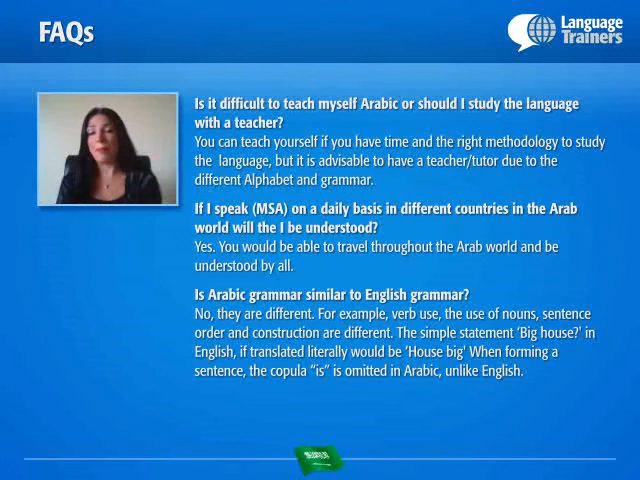 FAQs
Language
Trainers
Is it difficult to teach myself Arabic or should I study the language
with a teacher?
You can teach yourself if you have time and the right methodology to study
the language, but it is advisable to have a teacher/tutor due to the
different Alphabet and grammar.
If I speak (MSA) on a daily basis in different countries in the Arab
world will the I be understood?
Yes. You would be able to travel throughout the Arab world and be
understood by all.
Is Arabic grammar similar to English grammar?
No, they are different. For example, verb use, the use of nouns, sentence
order and construction are different. The simple statement ‘Big house?' in
English, if translated literally would be ‘House big' When forming a
sentence, the copula “is” is omitted in Arabic, unlike English.